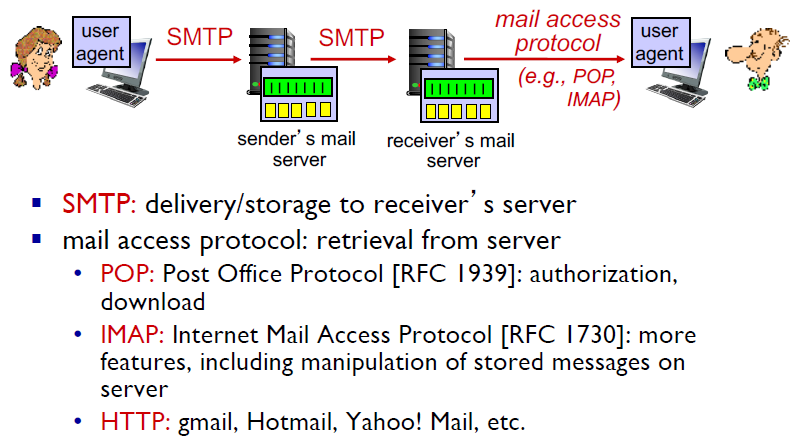 user
agent
SMTP
SMTP
mail access
protocol
(e.g., POP,
IMAP)
user
agent
sender’s mail
server
receiver’s mail
server
▪ SMTP: delivery/storage to receiver’s server
▪ mail access protocol: retrieval from server
• POP: Post Office Protocol [RFC 1939]: authorization,
download
• IMAP: Internet Mail Access Protocol [RFC 1730]: more
features, including manipulation of stored messages on
server
• HTTP: gmail, Hotmail, Yahoo! Mail, etc.